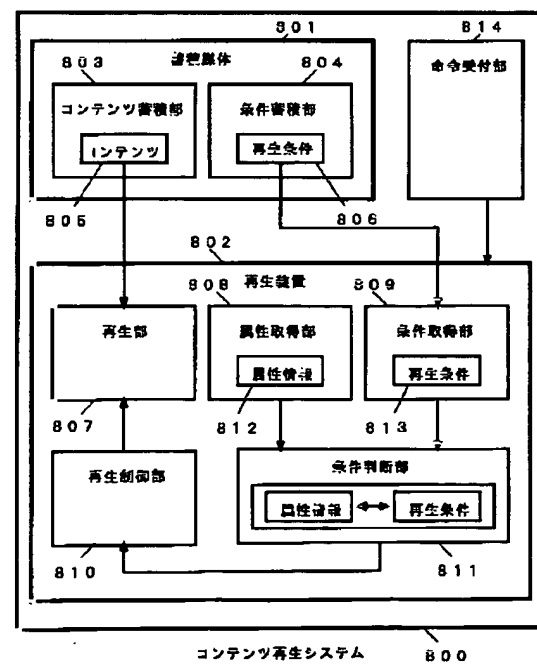 801
814
803
蓄積媒体
804
命令受付部
コンテンツ蓄積部
条件蓄積部
コンテンツ
再生条件
805
806
802
808
再生装置
809
再生部
属性取得部
条件取得部
属性情報
再生条件
807
812
813
再生制御部
条件判断部
属性情報
再生条件
810
811
コンテンツ再生システム
800